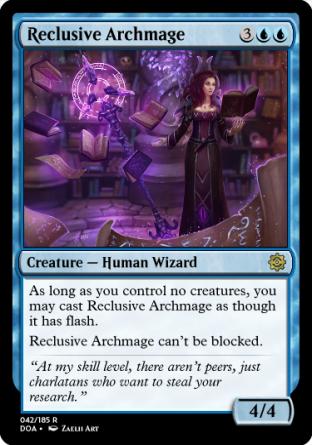 Reclusive Archmage 3
Creature — Human Wizard
As long as you control no creatures, you
may cast Reclusive Archmage as though
it has flash.
Reclusive Archmage can't be blocked.
“At my skill level, there aren't peers, just
charlatans who want to steal your
research.”
4/4
042/185 R
DOA • Zaelii Art